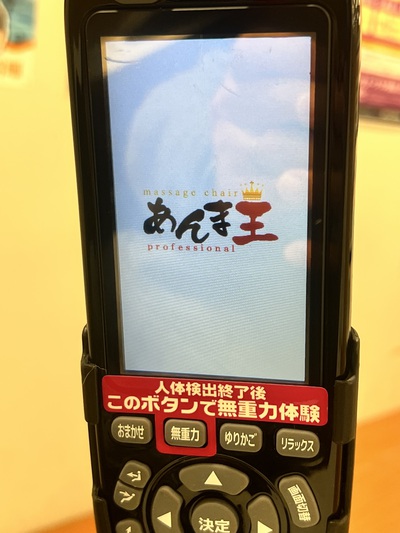 massage chair
あんま王
professional
人体検出終了後
このボタンで無重力体験
おまかせ
無重力
ゆりかご
リラックス
画面切替
決定